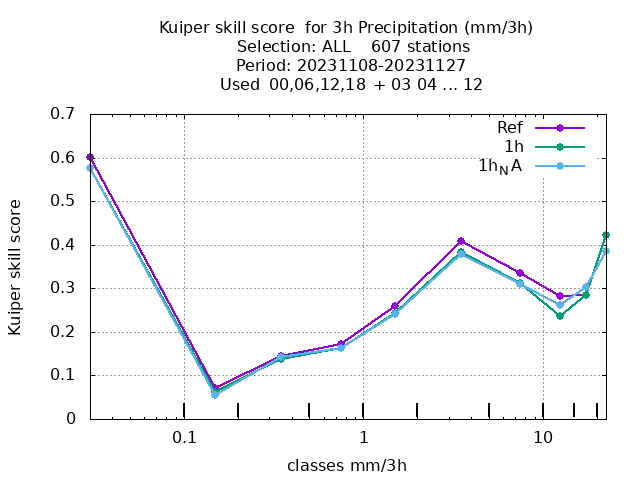 Kuiper skill score  for 3h Precipitation (mm/3h)
Selection: ALL    607 stations
Period: 20231108-20231127
Used  00,06,12,18  + 03 04 ... 12
Ref
1h
1h_NA
Kuiper skill score
0.7
0.6
0.5
0.4
0.3
0.2
0.1
0
0.1 1 10
classes mm/3h